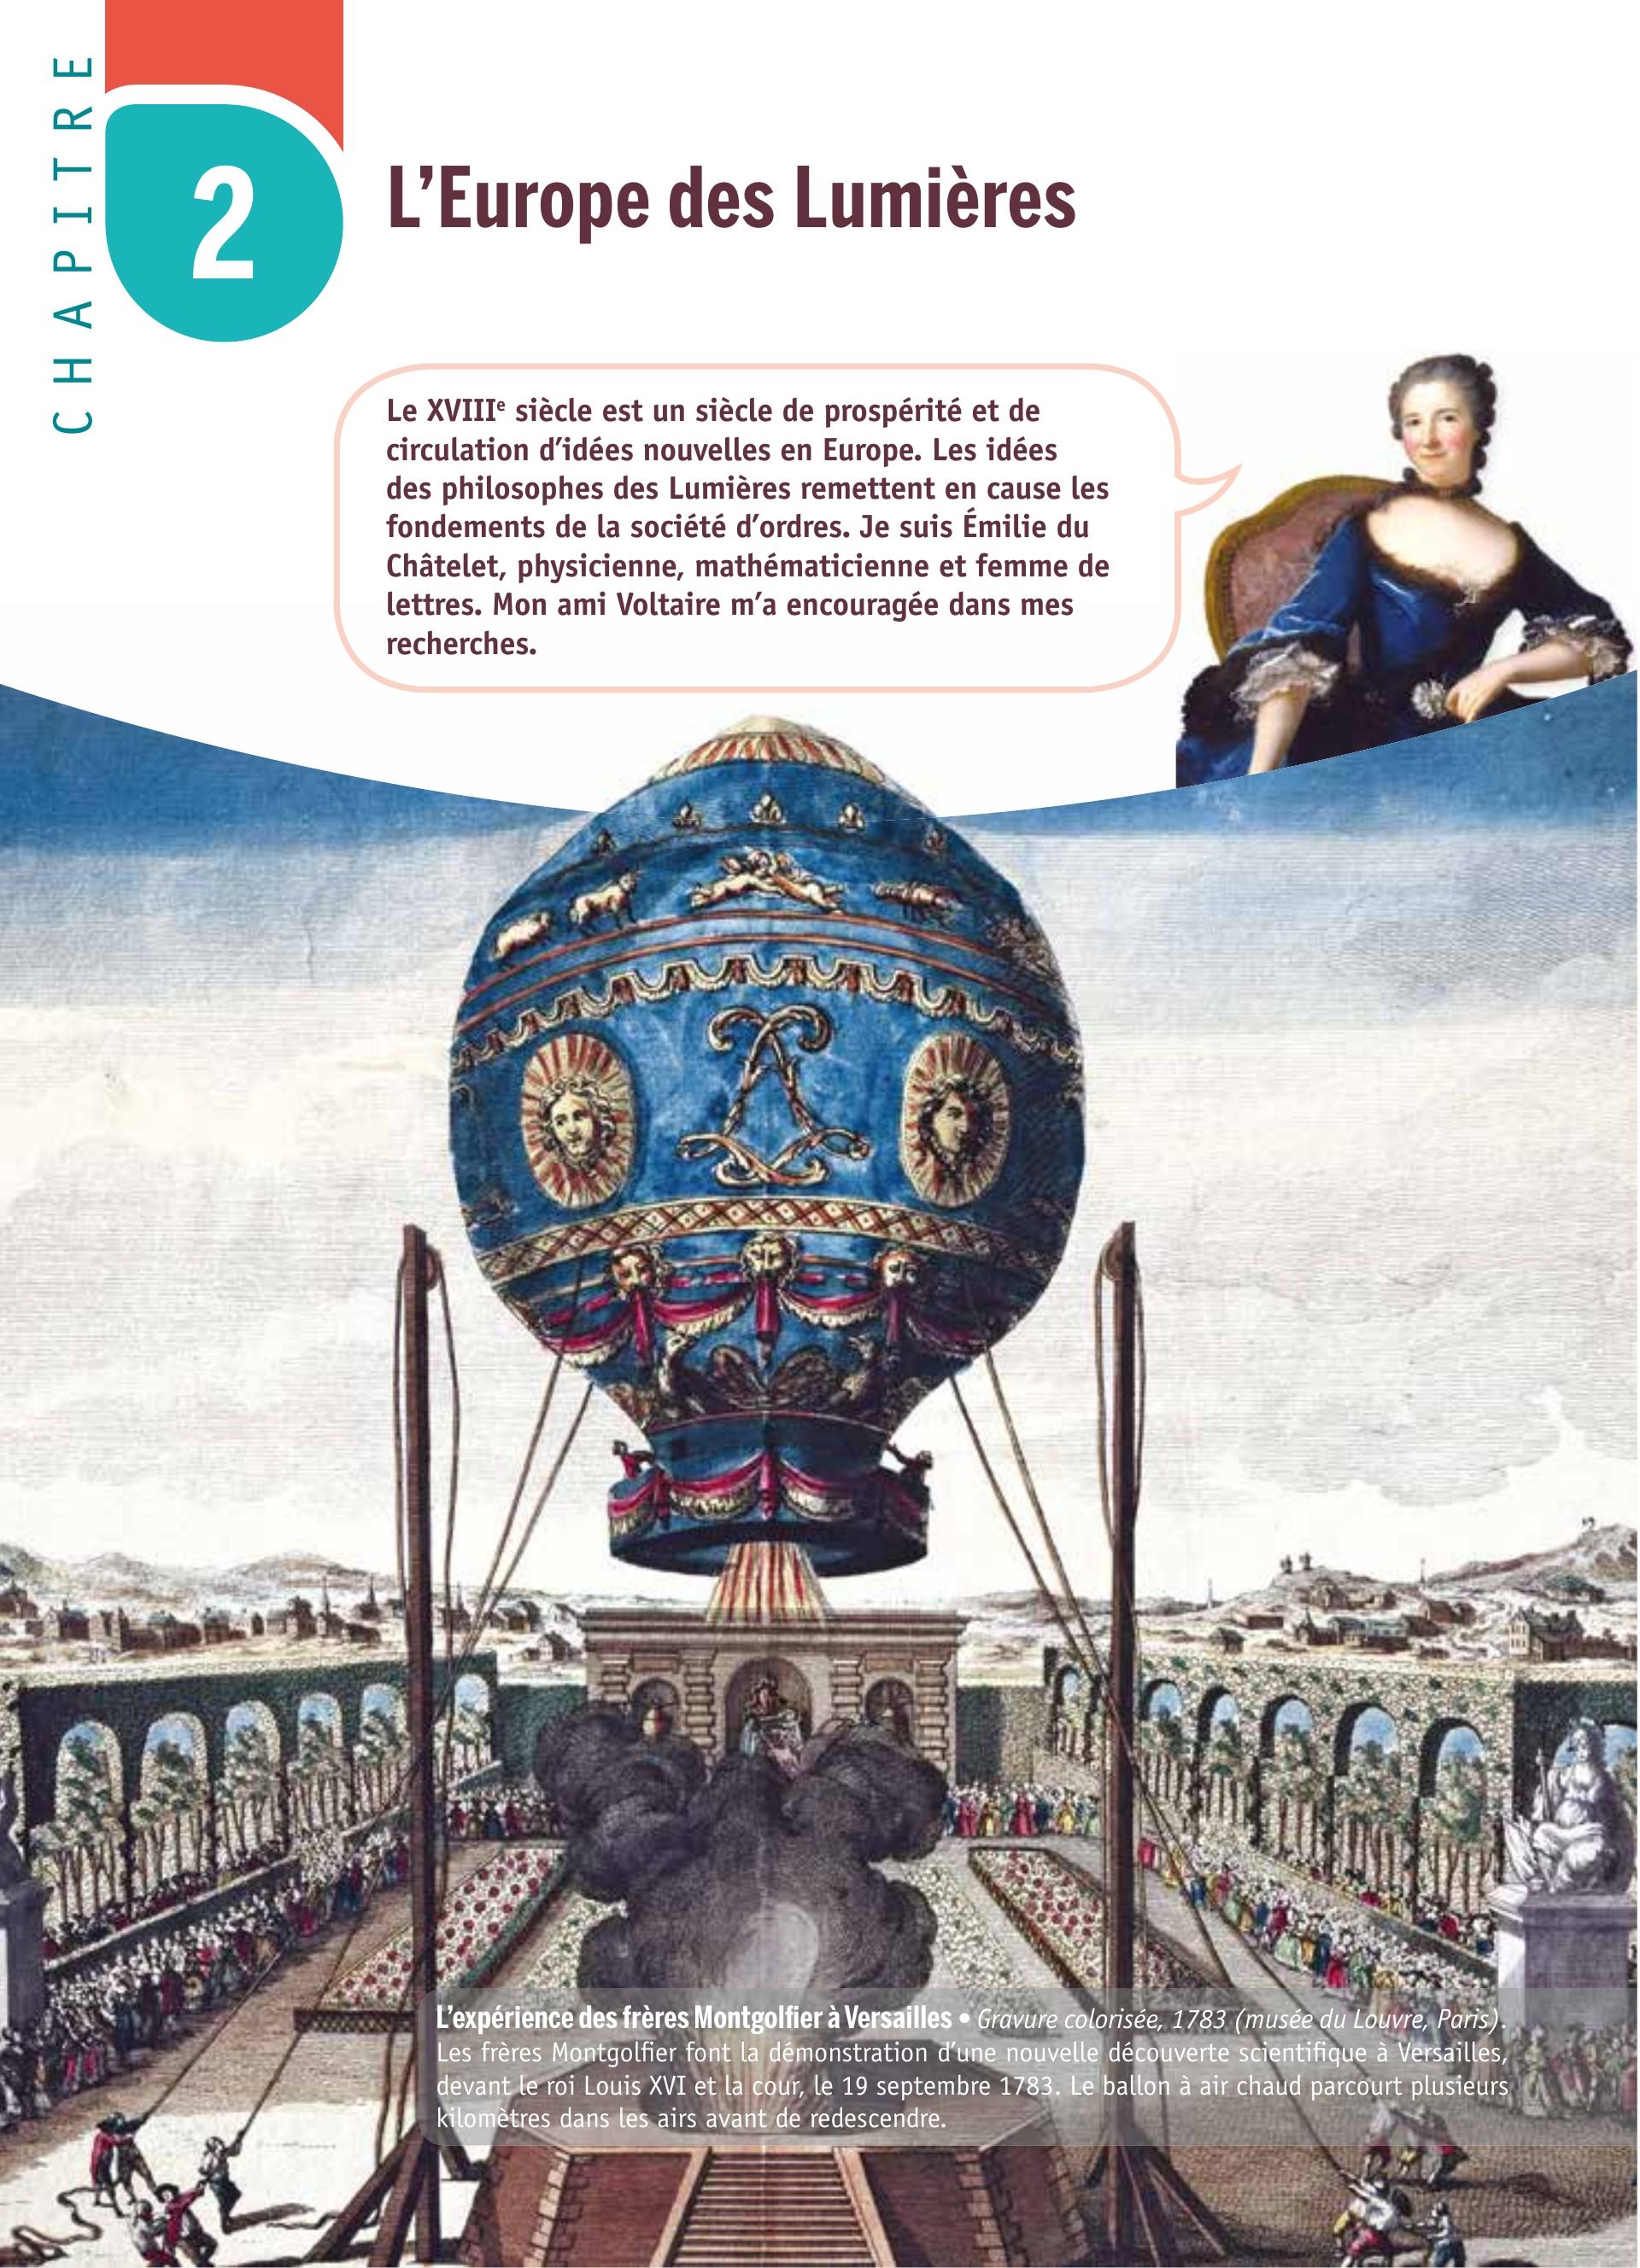 CHAPITRE
2
L’Europe des Lumières
Le XVIIIe siècle est un siècle de prospérité et de
circulation d’idées nouvelles en Europe. Les idées
des philosophes des Lumières remettent en cause les
fondements de la société d’ordres. Je suis Émilie du
Châtelet, physicienne, mathématicienne et femme de
lettres. Mon ami Voltaire m’a encouragée dans mes
recherches.
L’expérience des frères Montgolfier à Versailles • Gravure colorisée, 1783 (musée du Louvre, Paris).
Les frères Montgolfier font la démonstration d’une nouvelle découverte scientifique à Versailles,
devant le roi Louis XVI et la cour, le 19 septembre 1783. Le ballon à air chaud parcourt plusieurs
kilomètres dans les airs avant de redescendre.